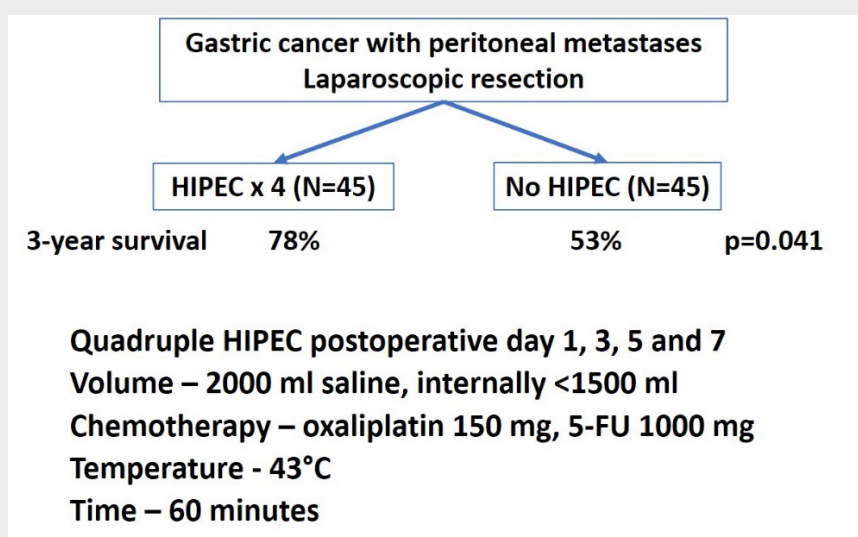 Gastric cancer with peritoneal metastases
Laparoscopic resection
HIPEC x 4 (N=45)
No HIPEC (N=45)
3-year survival 78% 53% p=0.041
Quadruple HIPEC postoperative day 1, 3, 5 and 7
Volume – 2000 ml saline, internally <1500 ml
Chemotherapy – oxaliplatin 150 mg, 5-FU 1000 mg
Temperature - 43°C
Time – 60 minutes